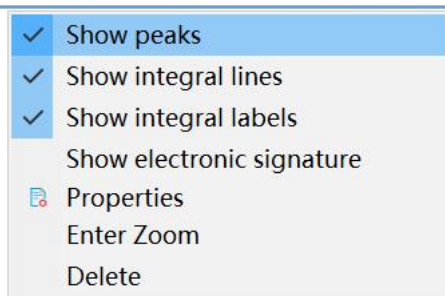 Show peaks
Show integral lines
Show integral labels
Show electronic signature
Properties
Enter Zoom
Delete